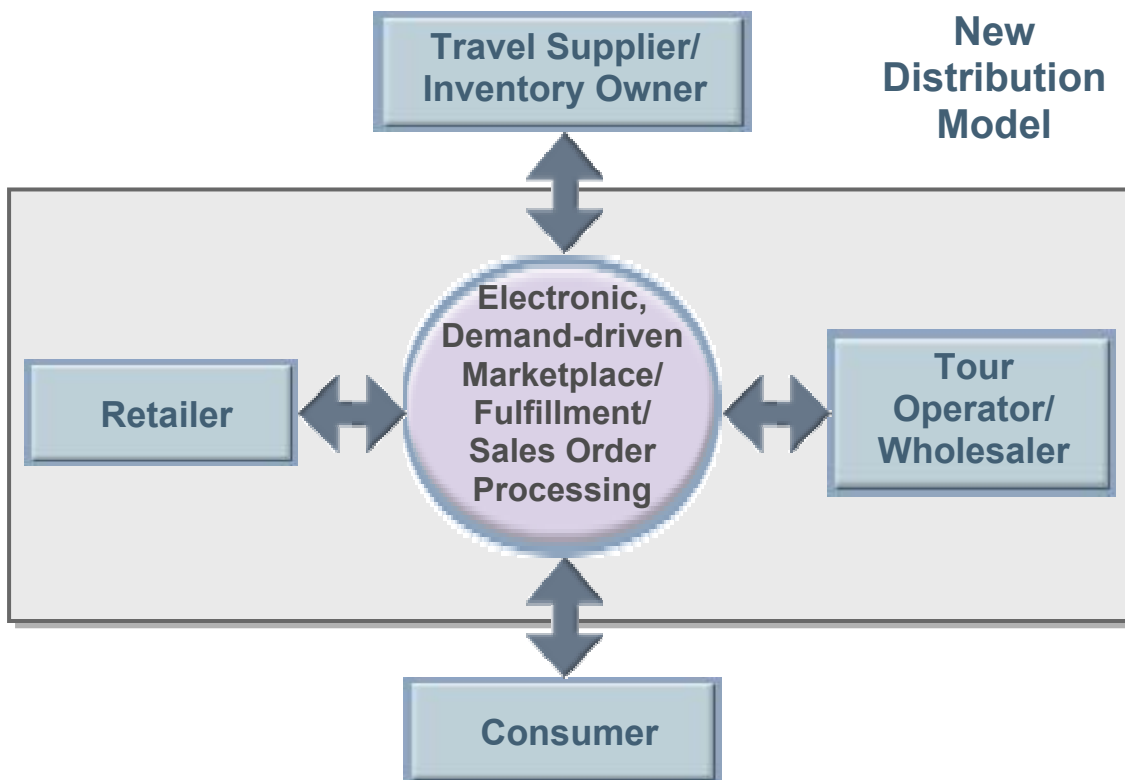 Travel Supplier/
Inventory Owner
New
Distribution
Model
Electronic,
Demand-driven
Marketplace/
Fulfillment/
Sales Order
Processing
Retailer
Tour
Operator/
Wholesaler
Consumer